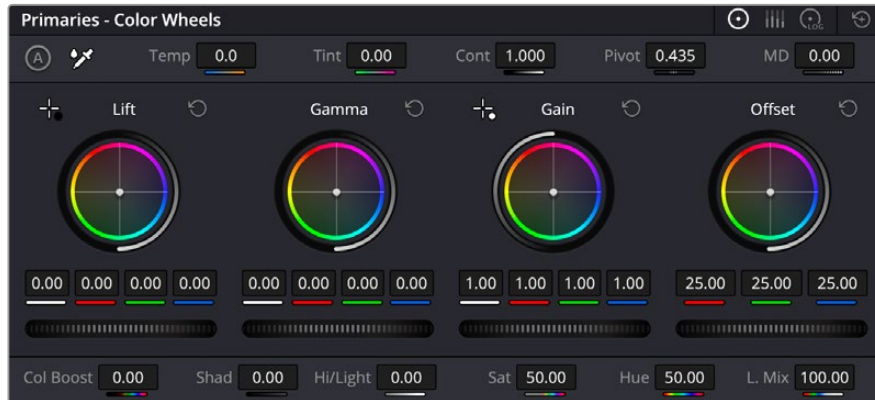 Primaries - Color Wheels
LOG
A Temp 0.0 Tint 0.00 Cont 1.000 Pivot 0.435 MD 0.00
Lift Gamma Gain Offset
0.00 0.00 0.00 0.00 0.00 0.00 0.00 0.00 1.00 1.00 1.00 1.00 25.00 25.00 25.00
Col Boost 0.00 Shad 0.00 Hi/Light 0.00 Sat 50.00 Hue 50.00 L. Mix 100.00